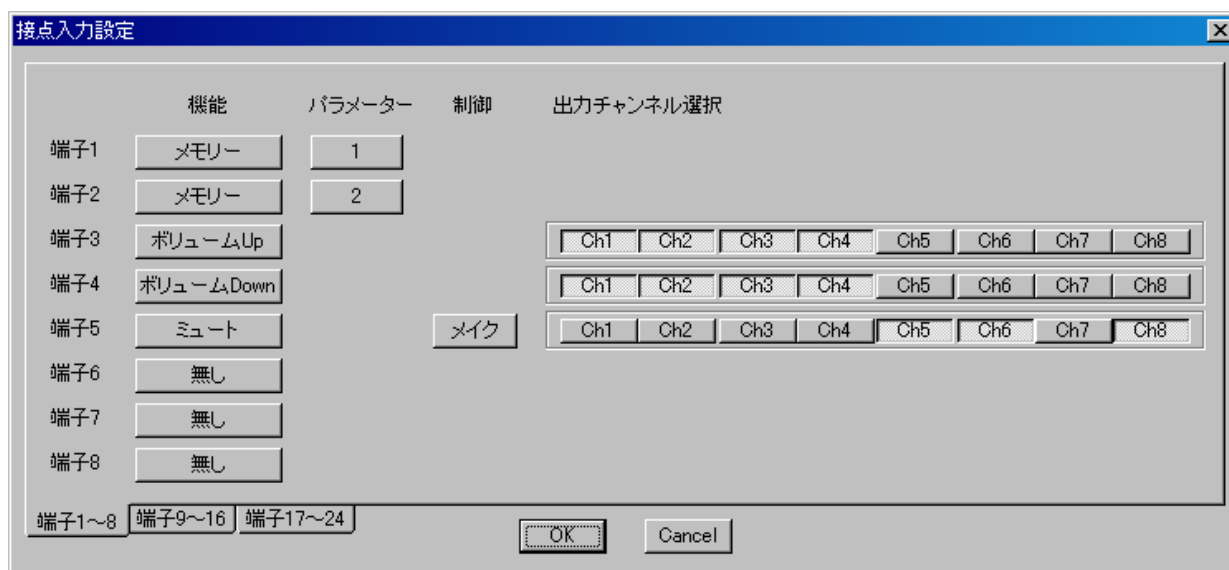 接点入力設定
機能 パラメーター 制御 出力チャンネル選択
端子1 メモリー 1
端子2 メモリー 2
端子3 ボリュームUp Ch1 Ch2 Ch3 Ch4 Ch5 Ch6 Ch7 Ch8
端子4 ボリュームDown Ch1 Ch2 Ch3 Ch4 Ch5 Ch6 Ch7 Ch8
端子5 ミュート メイク Ch1 Ch2 Ch3 Ch4 Ch5 Ch6 Ch7 Ch8
端子6 無し
端子7 無し
端子8 無し
端子1～8 端子9～16 端子17～24
OK Cancel